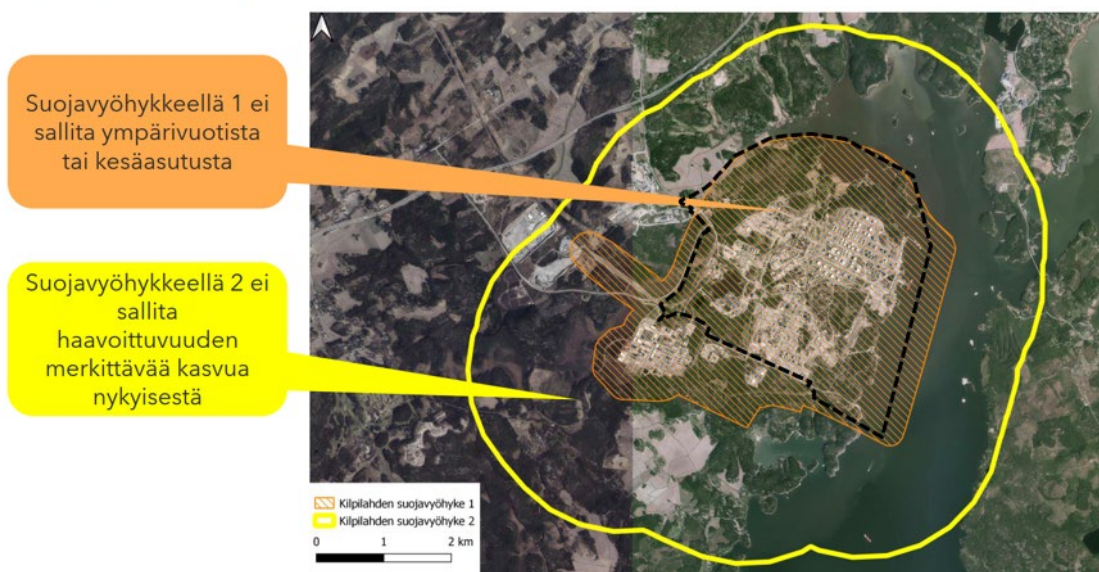 Suojavyöhykkeellä 1 ei
sallita ympärivuotista
tai kesäasutusta
Suojavyöhykkeellä 2 ei
sallita
haavoittuvuuden
merkittävää kasvua
nykyisestä
Kilpilahden suojavyöhyke 1
Kilpilahden suojavyöhyke 2
0 1 2 km